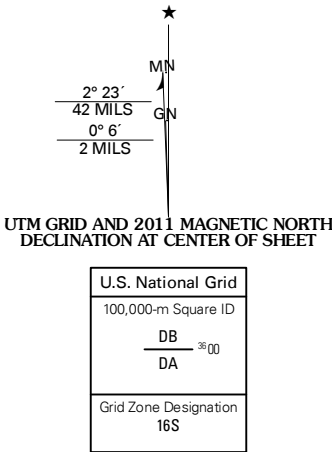 ★
MN
2° 23´
42 MILS
GN
0° 6´
2 MILS
UTM GRID AND 2011 MAGNETIC NORTH
DECLINATION AT CENTER OF SHEET
U.S. National Grid
100,000-m Square ID
DB
3600
DA
Grid Zone Designation
16S